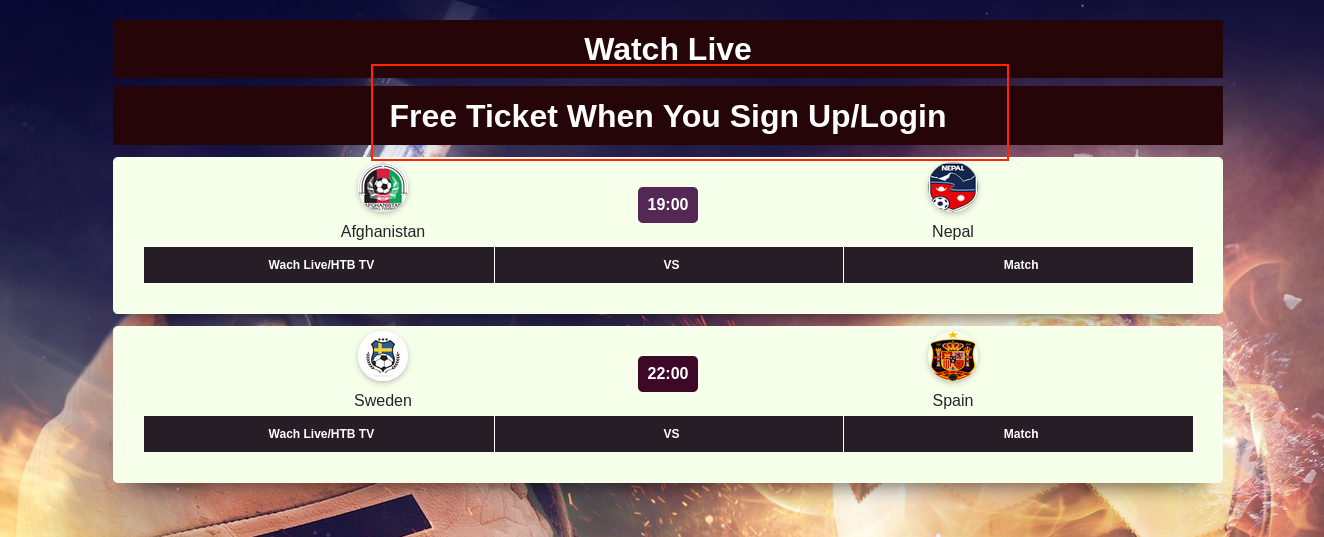 Watch Live
Free Ticket When You Sign Up/Login
NEPAL
19:00
AFGHANISTAN
Afghanistan
Nepal
Wach Live/HTB TV
VS
Match
22:00
Sweden
Spain
Wach Live/HTB TV
VS
Match